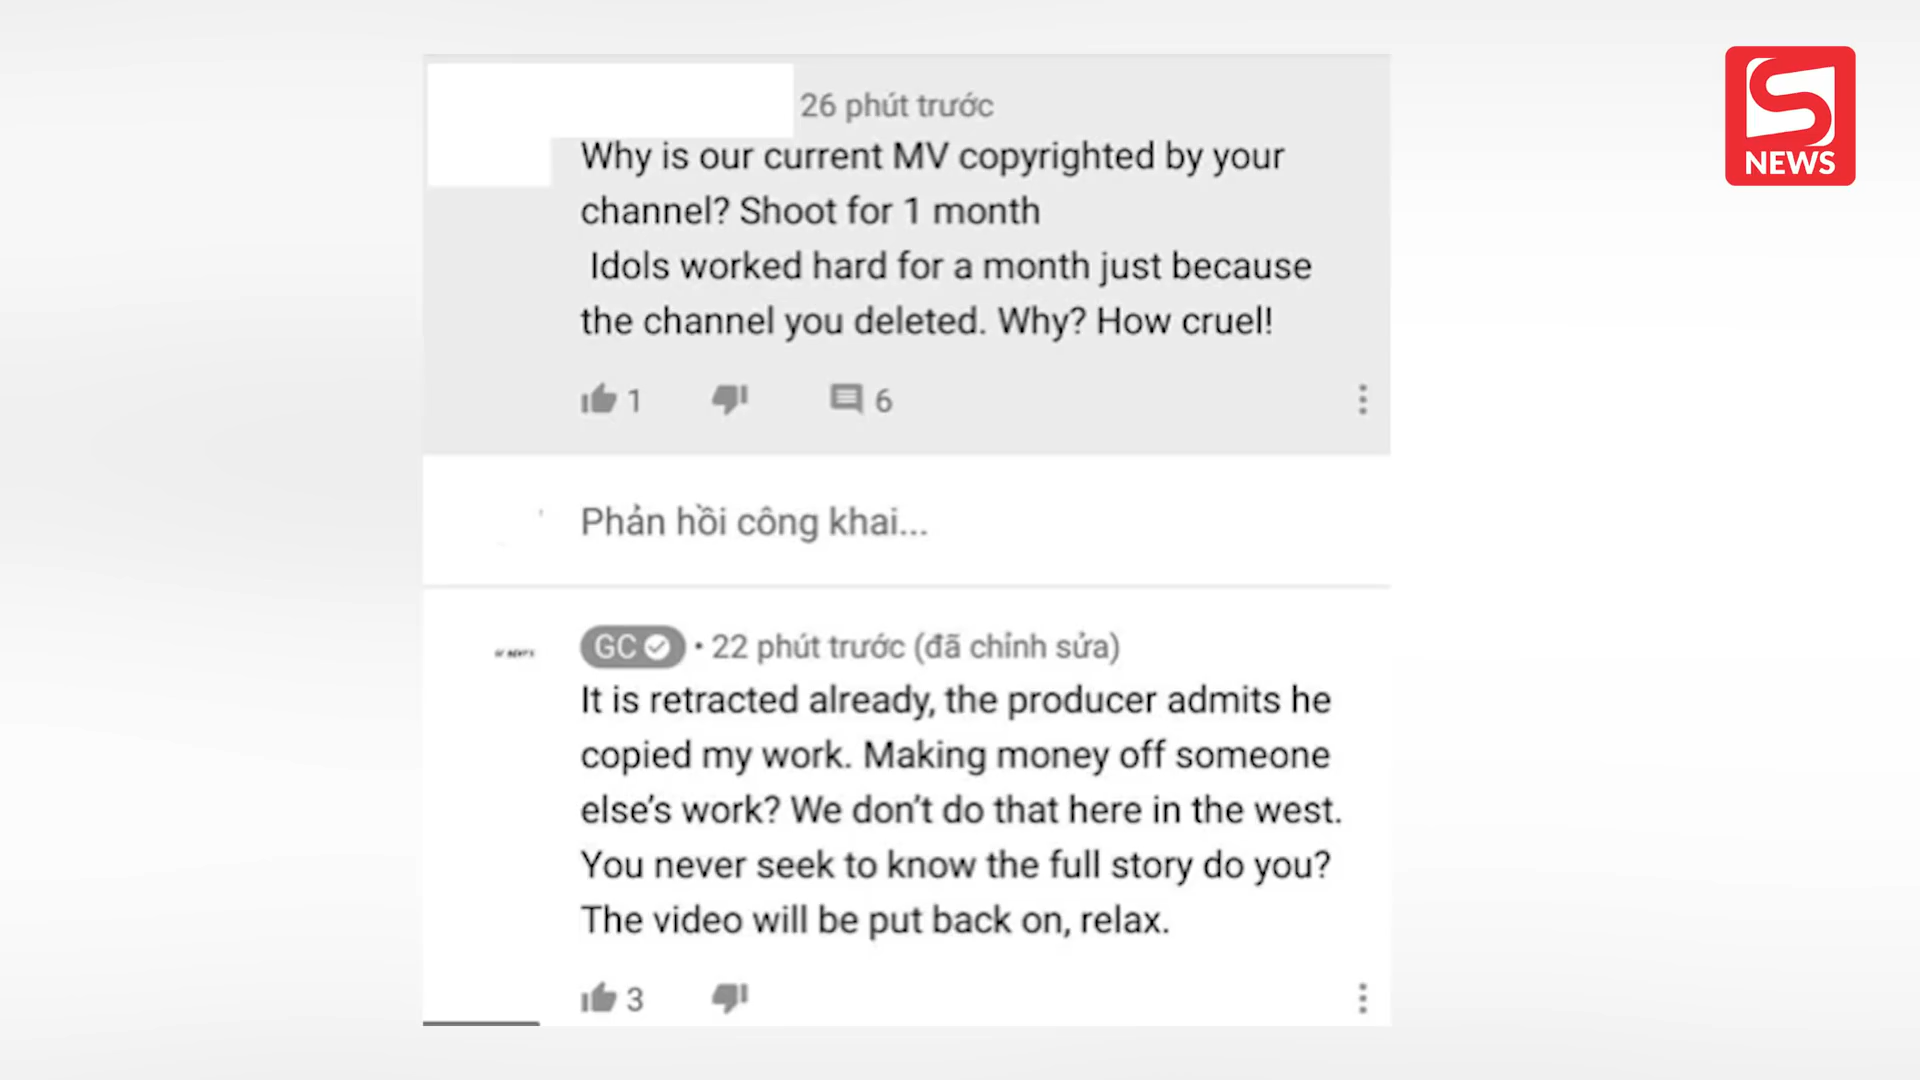 26 phút trước
Why is our current MV copyrighted by your
channel? Shoot for 1 month
Idols worked hard for a month just because
the channel you deleted. Why? How cruel!
1 6
Phản hồi công khai...
GC • 22 phút trước (đã chỉnh sửa)
It is retracted already, the producer admits he
copied my work. Making money off someone
else's work? We don't do that here in the west.
You never seek to know the full story do you?
The video will be put back on, relax.
3
S
NEWS